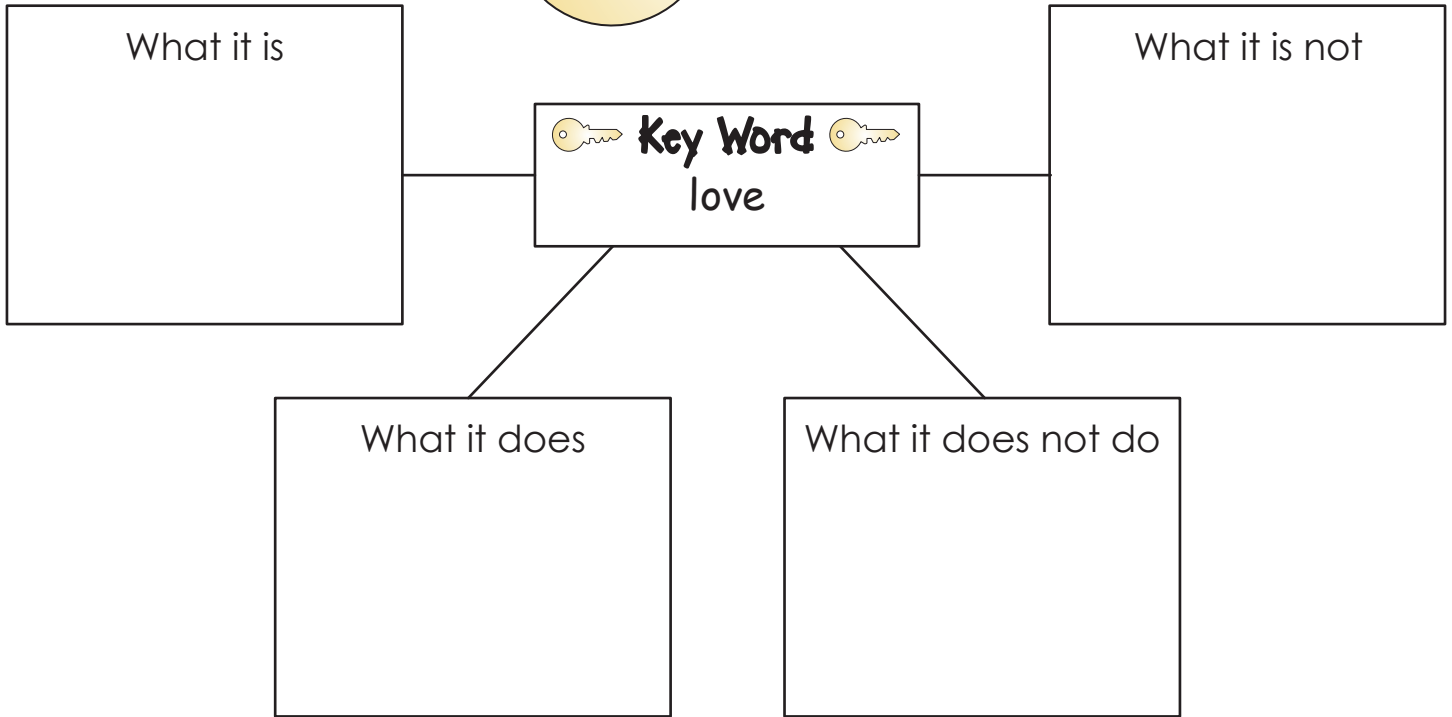 What it is
What it is not
Key Word
love
What it does
What it does not do